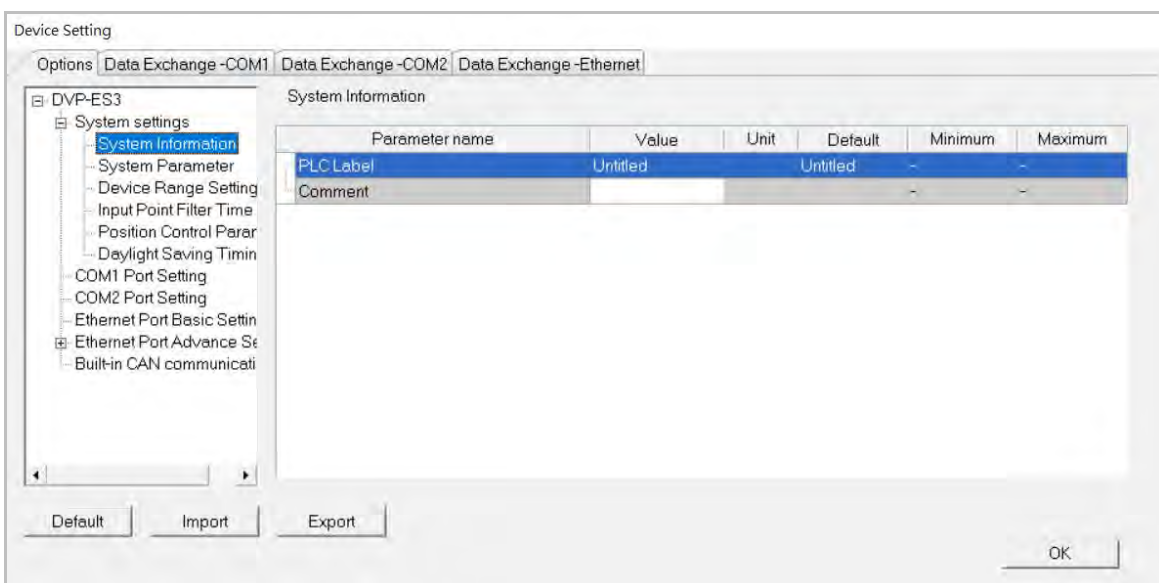 Device Setting
Options Data Exchange -COM1 Data Exchange -COM2 Data Exchange -Ethernet
DVP-ES3
System settings
System Information
System Parameter
Device Range Setting
Input Point Filter Time
Position Control Parar
Daylight Saving Timin
COM1 Port Setting
COM2 Port Setting
Ethernet Port Basic Settin
Ethernet Port Advance Se
Built-in CAN communicati
System Information
Parameter name Value Unit Default Minimum Maximum
PLC Label Untitled Untitled - -
Comment - -
Default Import Export
OK